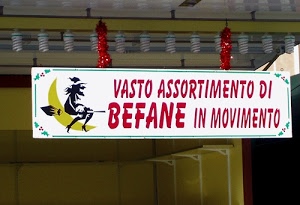 VASTO ASSORTIMENTO DI
BEFANE IN MOVIMENTO